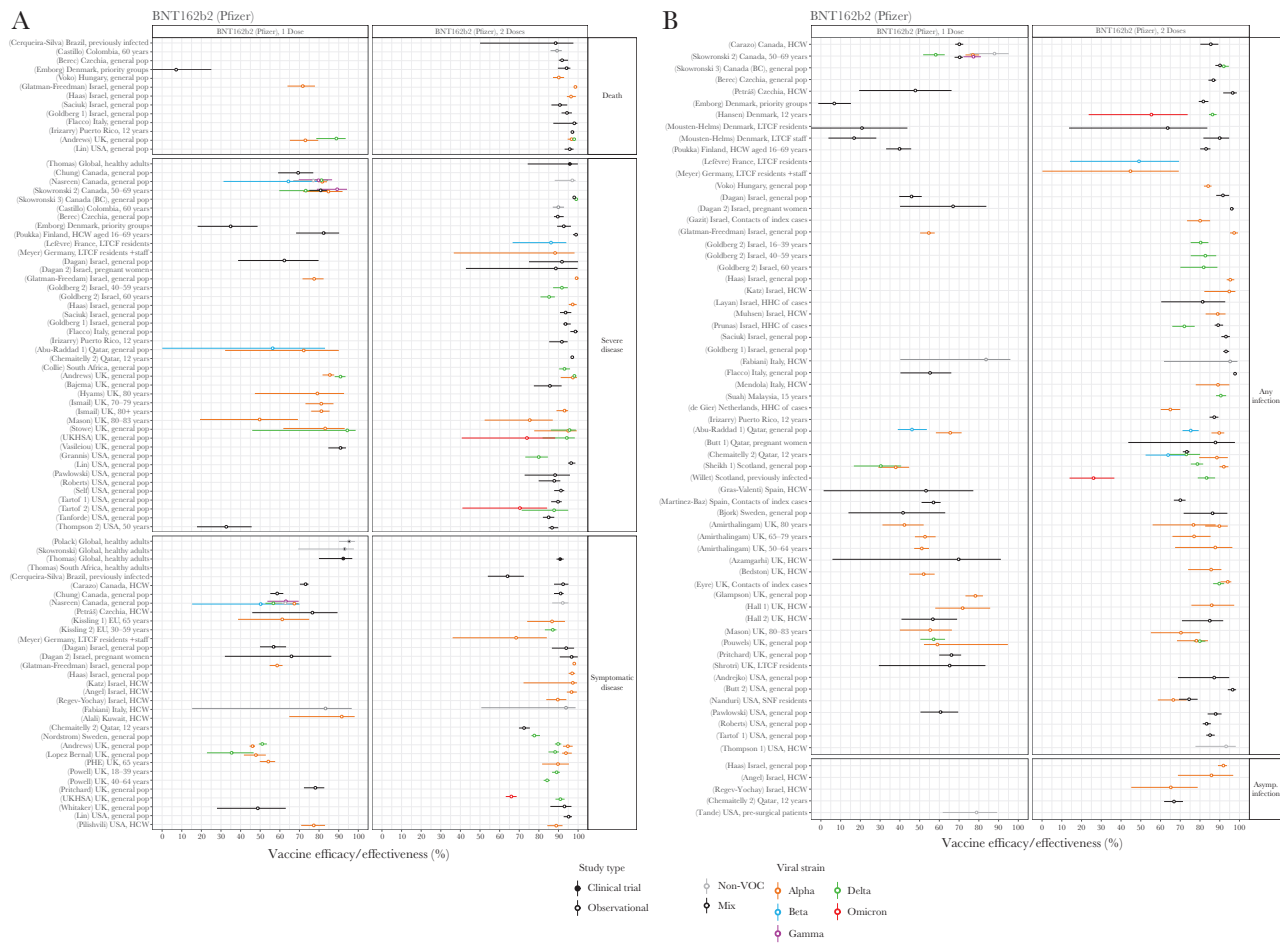 A
BNT162b2 (Pfizer)
BNT162b2 (Pfizer), 1 Dose
BNT162b2 (Pfizer), 2 Doses
(Cerqueira-Silva) Brazil, previously infected
(Castillo) Colombia, 60 years
(Berec) Czechia, general pop
(Emborg) Denmark, priority groups
(Voko) Hungary, general pop
(Glatman-Freedman) Israel, general pop
(Haas) Israel, general pop
(Saciuk) Israel, general pop
(Goldberg 1) Israel, general pop
(Flacco) Italy, general pop
(Irizarry) Puerto Rico, 12 years
(Andrews) UK, general pop
(Lin) USA, general pop
Death
(Thomas) Global, healthy adults
(Chung) Canada, general pop
(Nasreen) Canada, general pop
(Skowronski 2) Canada, 50–69 years
(Skowronski 3) Canada (BC), general pop
(Castillo) Colombia, 60 years
(Berec) Czechia, general pop
(Emborg) Denmark, priority groups
(Poukka) Finland, HCW aged 16–69 years
(Lefèvre) France, LTCF residents
(Meyer) Germany, LTCF residents +staff
(Dagan) Israel, general pop
(Dagan 2) Israel, pregnant women
(Glatman-Freedam) Israel, general pop
(Goldberg 2) Israel, 40–59 years
(Goldberg 2) Israel, 60 years
(Haas) Israel, general pop
(Saciuk) Israel, general pop
(Goldberg 1) Israel, general pop
(Flacco) Italy, general pop
(Irizarry) Puerto Rico, 12 years
(Abu-Raddad 1) Qatar, general pop
(Chemaitelly 2) Qatar, 12 years
(Collie) South Africa, general pop
(Andrews) UK, general pop
(Bajema) UK, general pop
(Hyams) UK, 80 years
(Ismail) UK, 70–79 years
(Ismail) UK, 80+ years
(Mason) UK, 80–83 years
(Stowe) UK, general pop
(UKHSA) UK, general pop
(Vasileiou) UK, general pop
(Grannis) USA, general pop
(Lin) USA, general pop
(Pawlowski) USA, general pop
(Roberts) USA, general pop
(Self) USA, general pop
(Tartof 1) USA, general pop
(Tartof 2) USA, general pop
(Tanforde) USA, general pop
(Thompson 2) USA, 50 years
Severe
disease
(Polack) Global, healthy adults
(Skowronski) Global, healthy adults
(Thomas) Global, healthy adults
(Thomas) South Africa, healthy adults
(Cerqueira-Silva) Brazil, previously infected
(Carazo) Canada, HCW
(Chung) Canada, general pop
(Nasreen) Canada, general pop
(Petráš) Czechia, HCW
(Kissling 1) EU, 65 years
(Kissling 2) EU, 30–59 years
(Meyer) Germany, LTCF residents +staff
(Dagan) Israel, general pop
(Dagan 2) Israel, pregnant women
(Glatman-Freedman) Israel, general pop
(Haas) Israel, general pop
(Katz) Israel, HCW
(Angel) Israel, HCW
(Regev-Yochay) Israel, HCW
(Fabiani) Italy, HCW
(Alali) Kuwait, HCW
(Chemaitelly 2) Qatar, 12 years
(Nordstrom) Sweden, general pop
(Andrews) UK, general pop
(Lopez Bernal) UK, general pop
(PHE) UK, 65 years
(Powell) UK, 18–39 years
(Powell) UK, 40–64 years
(Pritchard) UK, general pop
(UKHSA) UK, general pop
(Whitaker) UK, general pop
(Lin) USA, general pop
(Pilishvili) USA, HCW
Symptomatic
disease
0 10 20 30 40 50 60 70 80 90 100
0 10 20 30 40 50 60 70 80 90 100
Vaccine efficacy/effectiveness (%)
B
BNT162b2 (Pfizer)
BNT162b2 (Pfizer), 1 Dose
BNT162b2 (Pfizer), 2 Doses
(Carazo) Canada, HCW
(Skowronski 2) Canada, 50–69 years
(Skowronski 3) Canada (BC), general pop
(Berec) Czechia, general pop
(Petráš) Czechia, HCW
(Emborg) Denmark, priority groups
(Hansen) Denmark, 12 years
(Mousten-Helms) Denmark, LTCF residents
(Mousten-Helms) Denmark, LTCF staff
(Poukka) Finland, HCW aged 16–69 years
(Lefévre) France, LTCF residents
(Meyer) Germany, LTCF residents +staff
(Voko) Hungary, general pop
(Dagan) Israel, general pop
(Dagan 2) Israel, pregnant women
(Gazit) Israel, Contacts of index cases
(Glatman-Freedman) Israel, general pop
(Goldberg 2) Israel, 16–39 years
(Goldberg 2) Israel, 40–59 years
(Goldberg 2) Israel, 60 years
(Haas) Israel, general pop
(Katz) Israel, HCW
(Layan) Israel, HHC of cases
(Muhsen) Israel, HCW
(Prunas) Israel, HHC of cases
(Saciuk) Israel, general pop
(Goldberg 1) Israel, general pop
(Fabiani) Italy, HCW
(Flacco) Italy, general pop
(Mendola) Italy, HCW
(Suah) Malaysia, 15 years
(de Gier) Netherlands, HHC of cases
(Irizarry) Puerto Rico, 12 years
(Abu-Raddad 1) Qatar, general pop
(Butt 1) Qatar, pregnant women
(Chemaitelly 2) Qatar, 12 years
(Sheikh 1) Scotland, general pop
(Willet) Scotland, previously infected
(Gras-Valenti) Spain, HCW
(Martinez-Baz) Spain, Contacts of index cases
(Bjork) Sweden, general pop
(Amirthalingam) UK, 80 years
(Amirthalingam) UK, 65–79 years
(Amirthalingam) UK, 50–64 years
(Azamgarhi) UK, HCW
(Bedston) UK, HCW
(Eyre) UK, Contacts of index cases
(Glampson) UK, general pop
(Hall 1) UK, HCW
(Hall 2) UK, HCW
(Mason) UK, 80–83 years
(Pouwels) UK, general pop
(Pritchard) UK, general pop
(Shrotri) UK, LTCF residents
(Andrejko) USA, general pop
(Butt 2) USA, general pop
(Nanduri) USA, SNF residents
(Pawlowski) USA, general pop
(Roberts) USA, general pop
(Tartof 1) USA, general pop
(Thompson 1) USA, HCW
Any
infection
(Haas) Israel, general pop
(Angel) Israel, HCW
(Regev-Yochay) Israel, HCW
(Chemaitelly 2) Qatar, 12 years
(Tande) USA, pre-surgical patients
Asymp.
infection
0 10 20 30 40 50 60 70 80 90 100
0 10 20 30 40 50 60 70 80 90 100
Vaccine efficacy/effectiveness (%)
Study type
Clinical trial
Observational
Viral strain
Non-VOC
Mix
Alpha
Beta
Gamma
Delta
Omicron